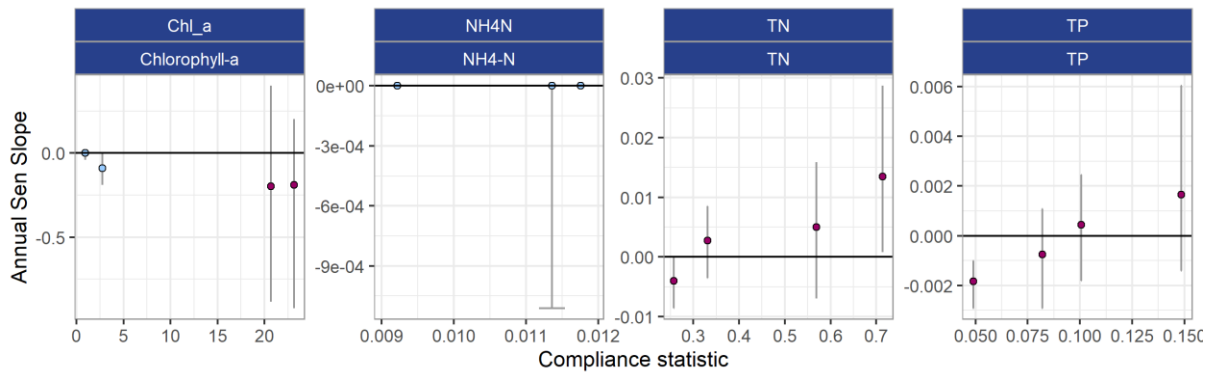 Chl_a
Chlorophyll-a
NH4N
NH4-N
TN
TN
TP
TP
Annual Sen Slope
0.0
-0.5
0
5
10
15
20
0e+00
-3e-04
-6e-04
-9e-04
0.009
0.010
0.011
0.012
0.03
0.02
0.01
0.00
-0.01
0.3
0.4
0.5
0.6
0.7
0.006
0.004
0.002
0.000
-0.002
0.050
0.075
0.100
0.125
0.150
Compliance statistic